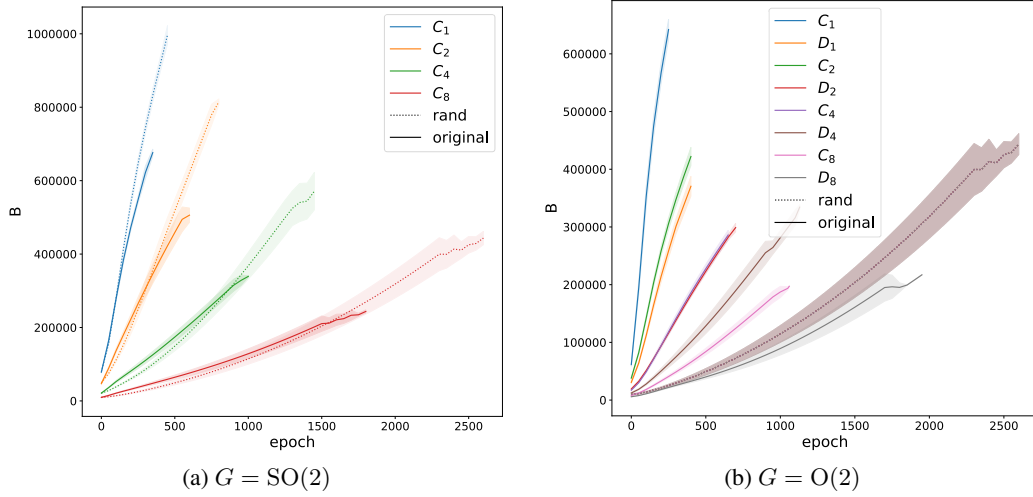 1000000
800000
600000
400000
200000
0
B
0 500 1000 1500 2000 2500
epoch
C₁
C₂
C₄
C₈
rand
original
(a) G = SO(2)
600000
500000
400000
300000
200000
100000
0
B
0 500 1000 1500 2000 2500
epoch
C₁
D₁
C₂
D₂
C₄
D₄
C₈
D₈
rand
original
(b) G = O(2)